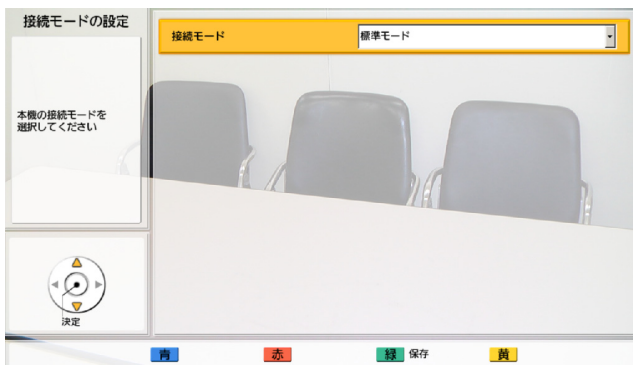 接続モードの設定
接続モード
標準モード
本機の接続モードを
選択してください
決定
青
赤
緑 保存
黄